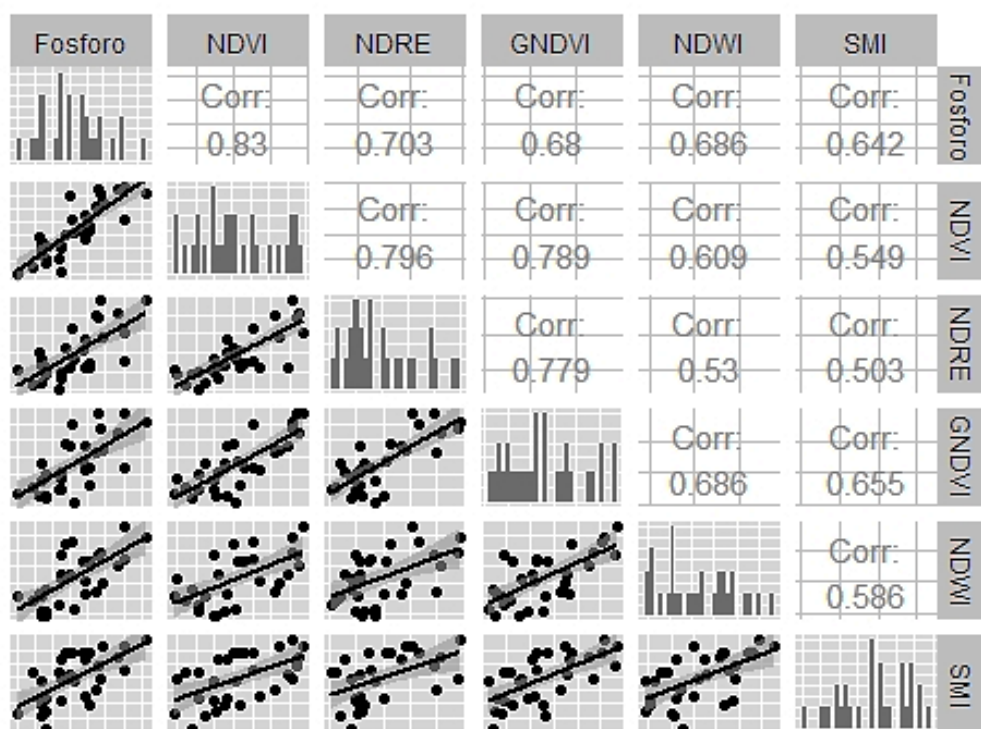 Fosforo NDVI NDRE GNDVI NDWI SMI
Corr: Corr: Corr: Corr: Corr:
0.83 0.703 0.68 0.686 0.642
Fosforo
Corr: Corr: Corr: Corr:
0.796 0.789 0.609 0.549
NDVI
Corr: Corr: Corr:
0.779 0.53 0.503
NDRE
Corr: Corr:
0.686 0.655
GNDVI
Corr:
0.586
NDWI
SMI